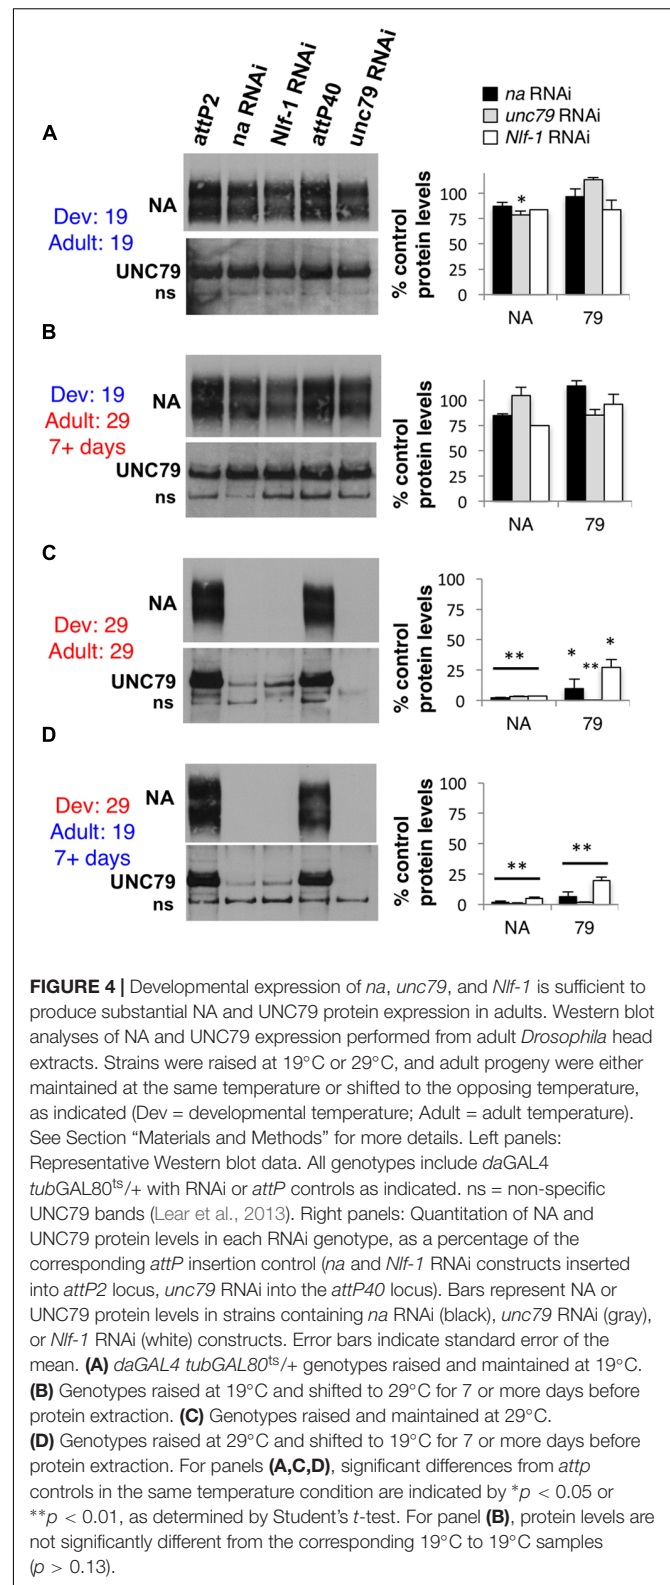 attP2
na RNAi
Nlf-1 RNAi
attP40
unc79 RNAi
na RNAi
unc79 RNAi
Nlf-1 RNAi
A
Dev: 19
Adult: 19
NA
UNC79
ns
% control
protein levels
100
75
50
25
0
*
NA
79
B
Dev: 19
Adult: 29
7+ days
NA
UNC79
ns
% control
protein levels
100
75
50
25
0
NA
79
C
Dev: 29
Adult: 29
NA
UNC79
ns
% control
protein levels
100
75
50
25
0
**
*
**
*
NA
79
D
Dev: 29
Adult: 19
7+ days
NA
UNC79
ns
% control
protein levels
100
75
50
25
0
**
**
NA
79
FIGURE 4 | Developmental expression of na, unc79, and Nlf-1 is sufficient to
produce substantial NA and UNC79 protein expression in adults. Western blot
analyses of NA and UNC79 expression performed from adult Drosophila head
extracts. Strains were raised at 19°C or 29°C, and adult progeny were either
maintained at the same temperature or shifted to the opposing temperature,
as indicated (Dev = developmental temperature; Adult = adult temperature).
See Section “Materials and Methods” for more details. Left panels:
Representative Western blot data. All genotypes include daGAL4
tubGAL80ts/+ with RNAi or attP controls as indicated. ns = non-specific
UNC79 bands (Lear et al., 2013). Right panels: Quantitation of NA and
UNC79 protein levels in each RNAi genotype, as a percentage of the
corresponding attP insertion control (na and Nlf-1 RNAi constructs inserted
into attP2 locus, unc79 RNAi into the attP40 locus). Bars represent NA or
UNC79 protein levels in strains containing na RNAi (black), unc79 RNAi (gray),
or Nlf-1 RNAi (white) constructs. Error bars indicate standard error of the
mean. (A) daGAL4 tubGAL80ts/+ genotypes raised and maintained at 19°C.
(B) Genotypes raised at 19°C and shifted to 29°C for 7 or more days before
protein extraction. (C) Genotypes raised and maintained at 29°C.
(D) Genotypes raised at 29°C and shifted to 19°C for 7 or more days before
protein extraction. For panels (A,C,D), significant differences from attp
controls in the same temperature condition are indicated by *p < 0.05 or
**p < 0.01, as determined by Student’s t-test. For panel (B), protein levels are
not significantly different from the corresponding 19°C to 19°C samples
(p > 0.13).